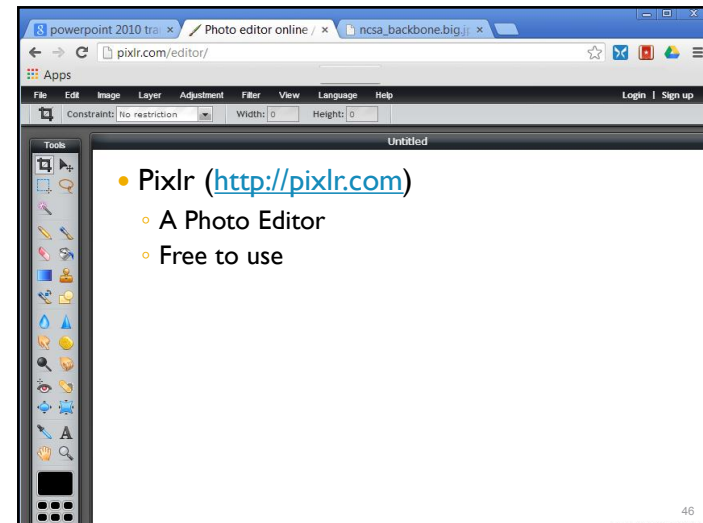 powerpoint 2010 tra
Photo editor online /
ncsa_backbone.big.j
pixlr.com/editor/
Apps
File Edit Image Layer Adjustment Filter View Language Help Login | Sign up
Constraint: No restriction Width: 0 Height: 0
Untitled
Tools
• Pixlr (http://pixlr.com)
◦ A Photo Editor
◦ Free to use
46